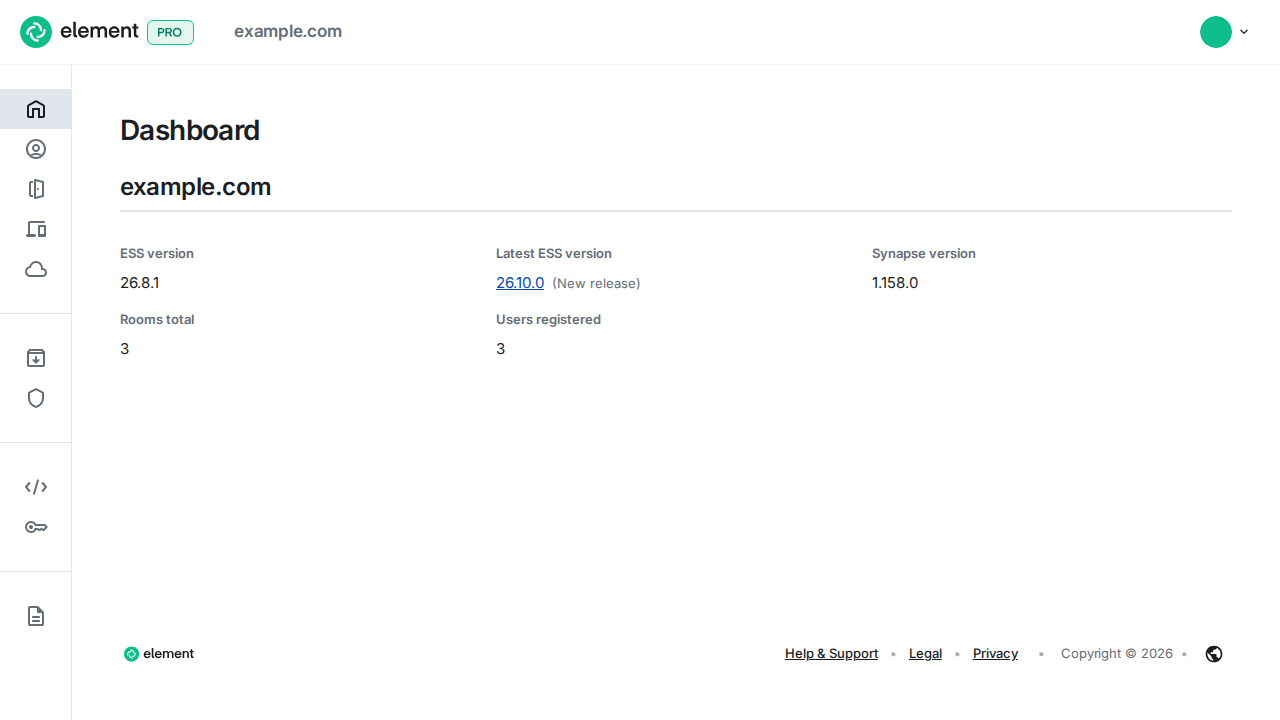 element PRO example.com
Dashboard
example.com
ESS version Latest ESS version Synapse version
26.8.1 26.10.0 (New release) 1.158.0
Rooms total Users registered
3 3
element Help & Support • Legal • Privacy • Copyright © 2026 •